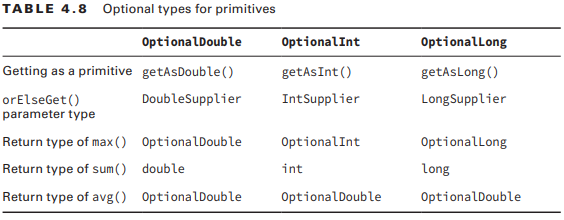 TABLE 4.8 Optional types for primitives
OptionalDouble OptionalInt OptionalLong
Getting as a primitive getAsDouble() getAsInt() getAsLong()
orElseGet() DoubleSupplier IntSupplier LongSupplier
parameter type
Return type of max() OptionalDouble OptionalInt OptionalLong
Return type of sum() double int long
Return type of avg() OptionalDouble OptionalDouble OptionalDouble